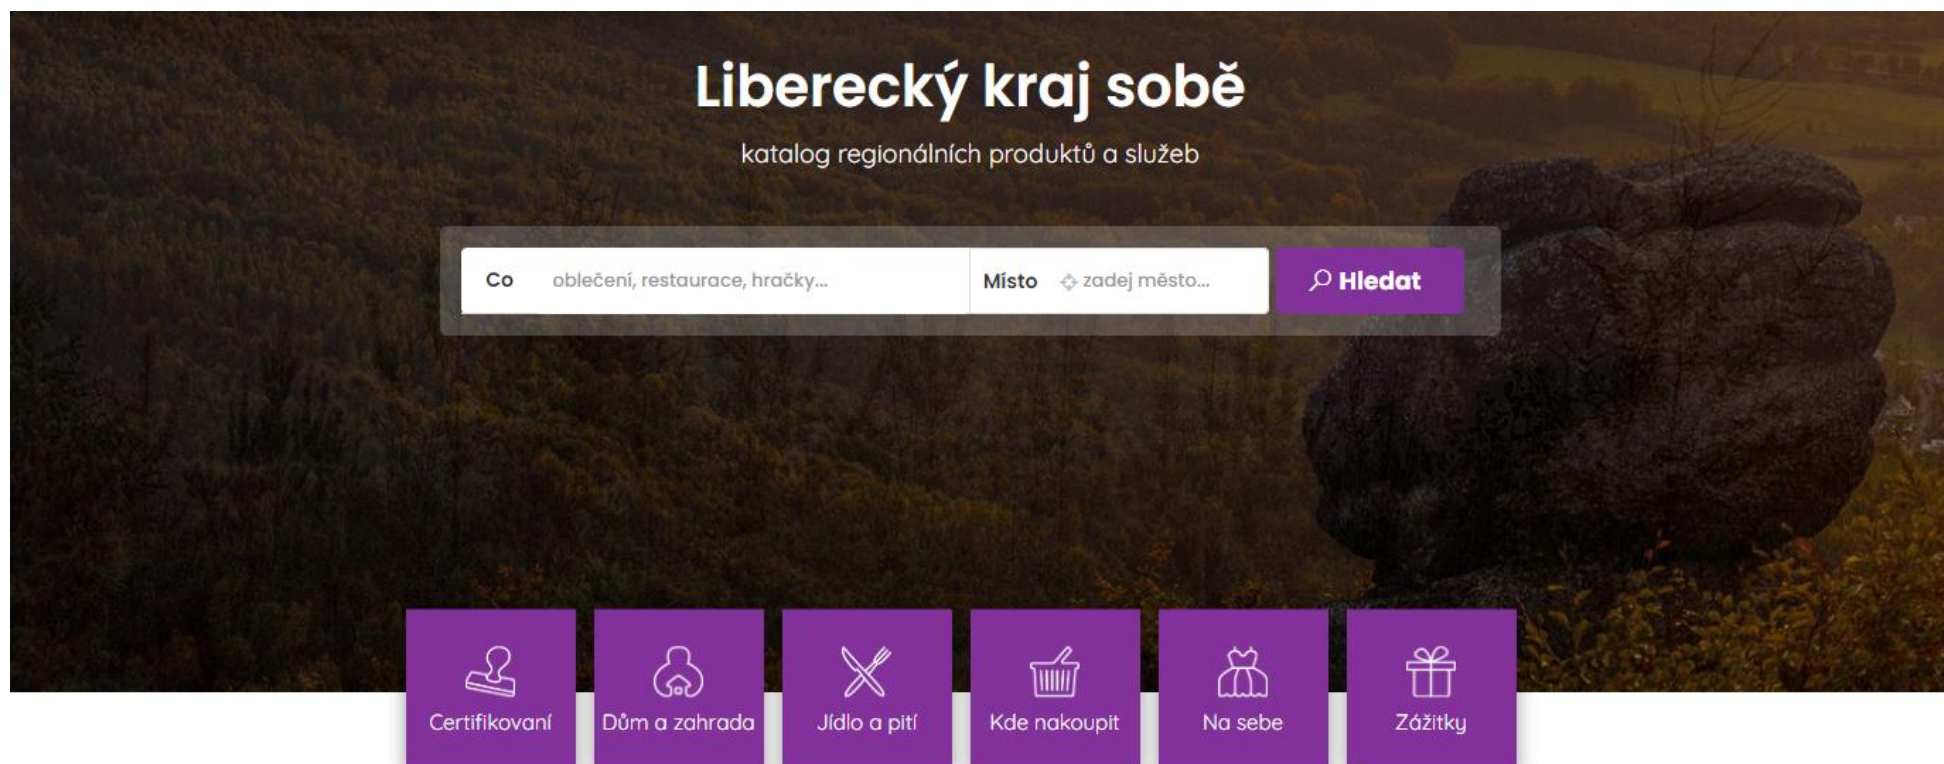 Liberecký kraj sobě
katalog regionálních produktů a služeb
Co oblečení, restaurace, hračky... Místo zadej město... Hledat
Certifikovaní Dům a zahrada Jídlo a pití Kde nakoupit Na sebe Zážitky